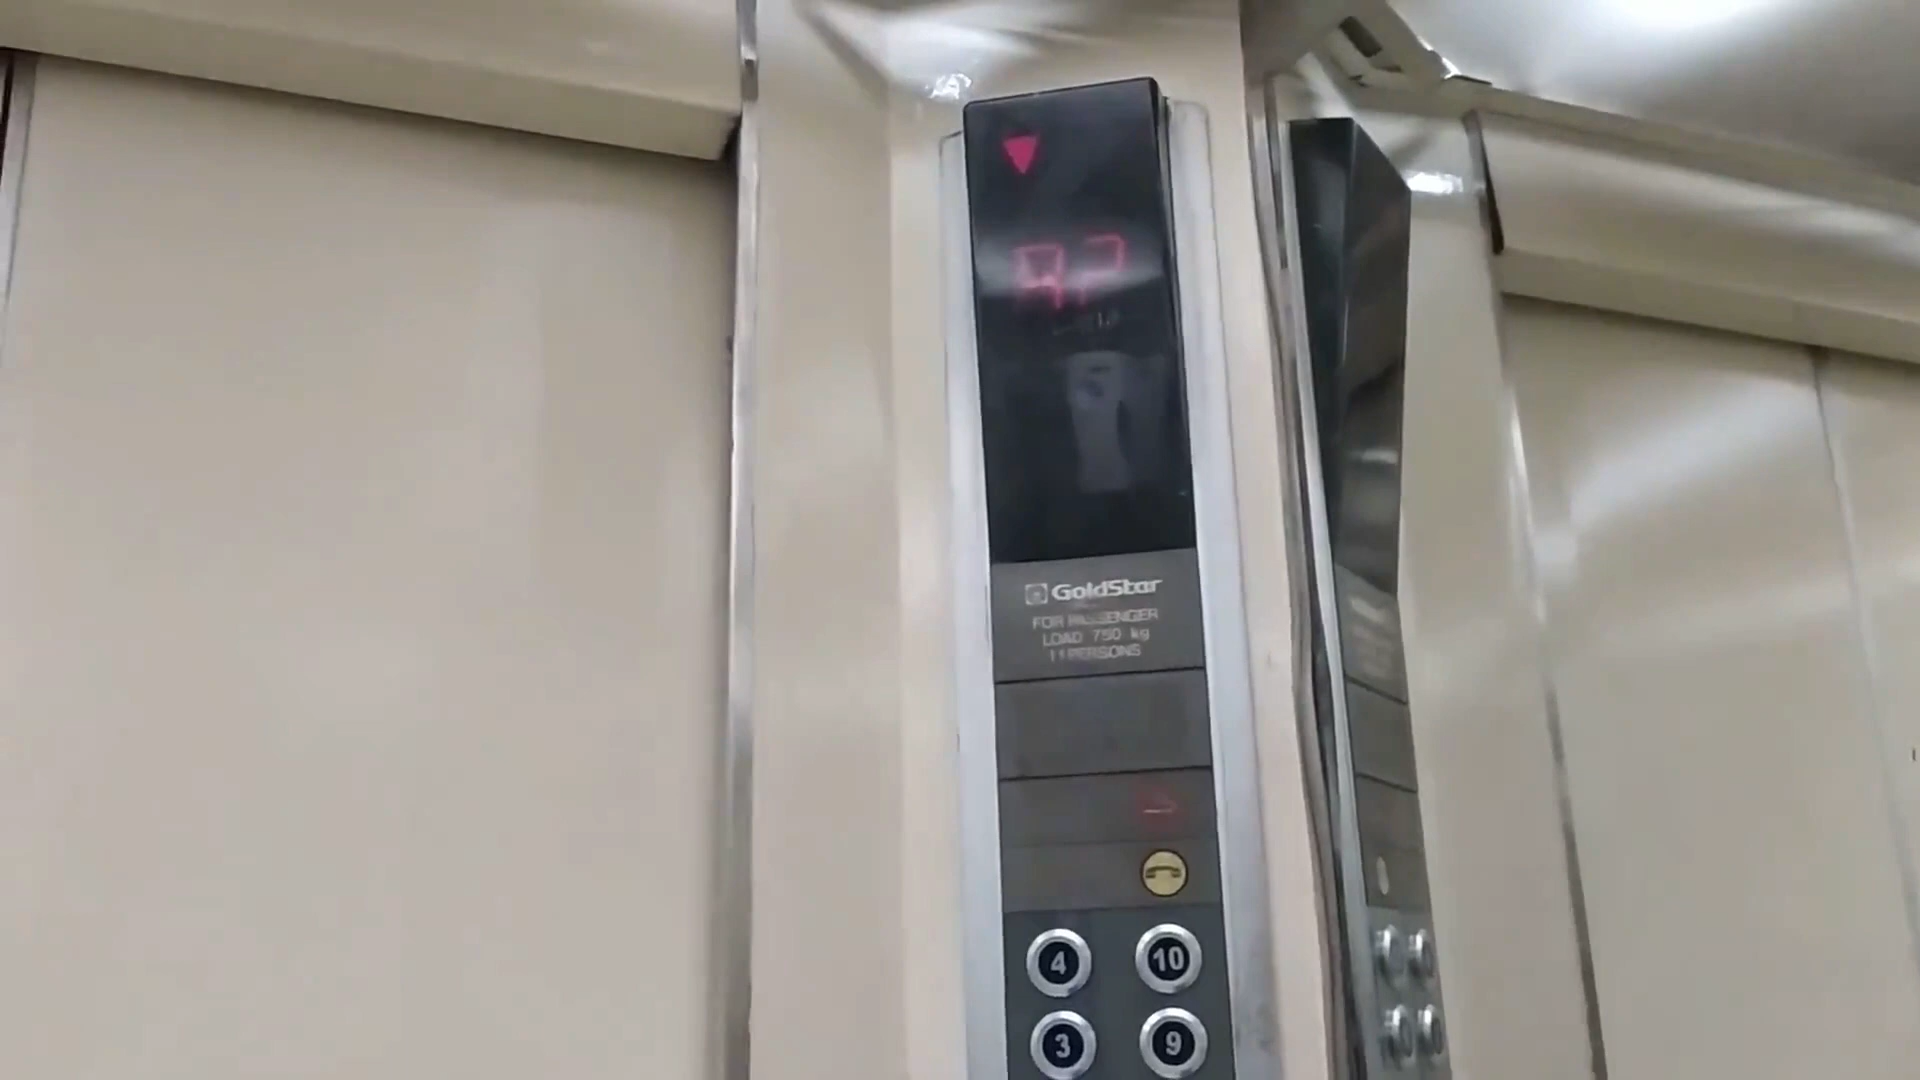 GoldStar
FOR PASSENGER
LOAD 750 kg
11 PERSONS
4 10
3 9